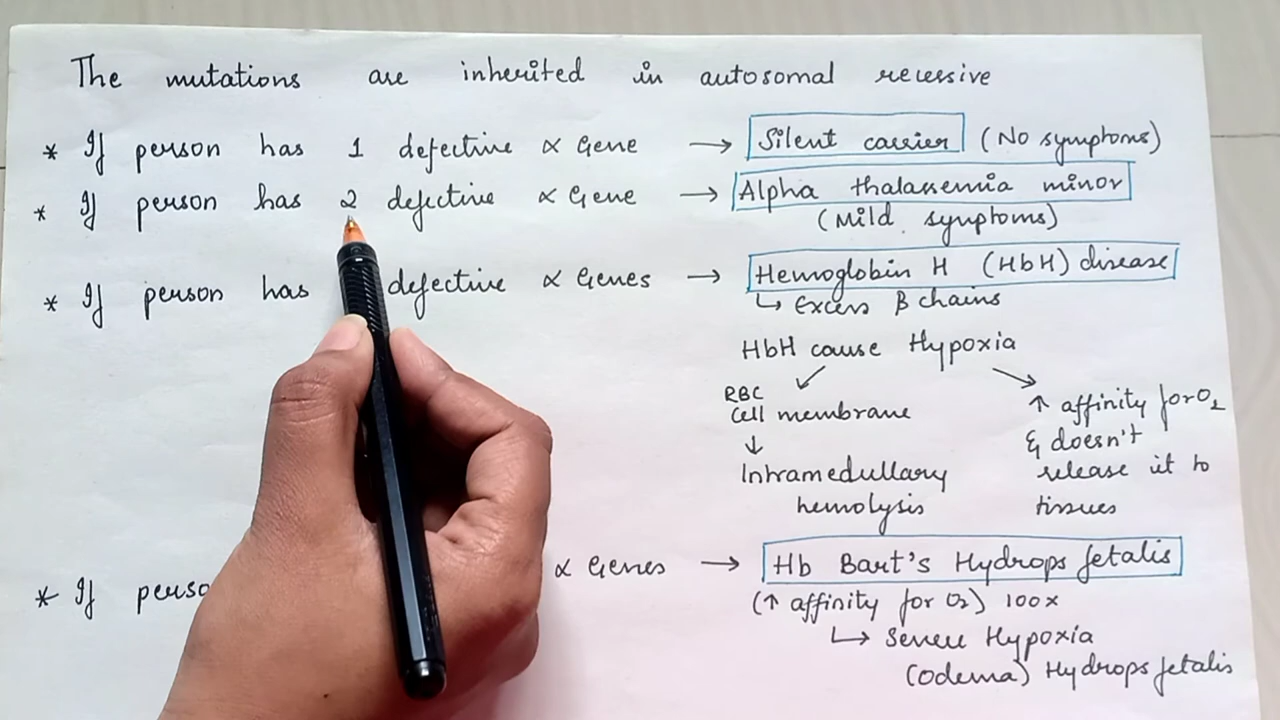 The mutations are inherited in autosomal recessive
* If person has 1 defective α Gene → Silent carrier (No symptoms)
* If person has 2 defective α Gene → Alpha thalassemia minor
(Mild symptoms)
* If person has defective α Genes → Hemoglobin H (HbH) disease
↳ Excess β chains
HbH cause Hypoxia
↙ ↘
RBC
Cell membrane
↓
Intramedullary
hemolysis
↑ affinity for O₂
& doesn't
release it to
tissues
* If α Genes → Hb Bart's Hydrops fetalis
(↑ affinity for O₂) 100x
↳ Severe Hypoxia
(Odema) Hydrops fetalis